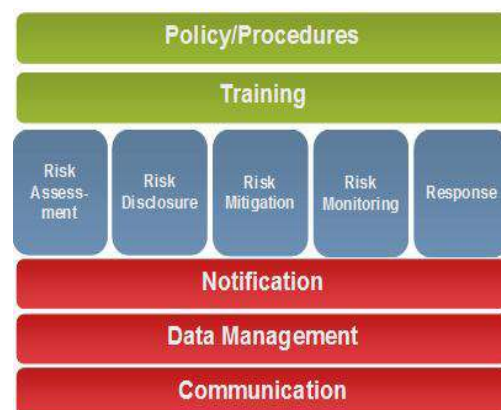 Policy/Procedures
Training
Risk
Assess-
ment
Risk
Disclosure
Risk
Mitigation
Risk
Monitoring
Response
Notification
Data Management
Communication